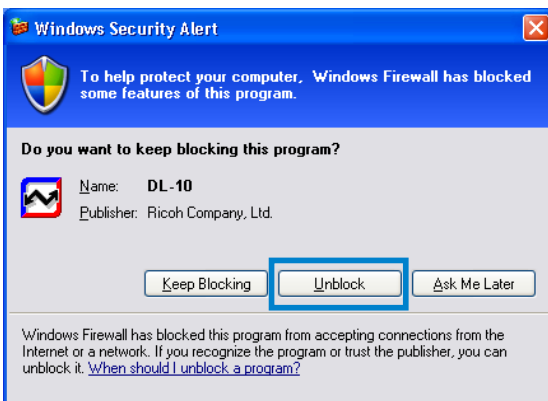 Windows Security Alert
To help protect your computer, Windows Firewall has blocked
some features of this program.
Do you want to keep blocking this program?
Name: DL-10
Publisher: Ricoh Company, Ltd.
Keep Blocking Unblock Ask Me Later
Windows Firewall has blocked this program from accepting connections from the
Internet or a network. If you recognize the program or trust the publisher, you can
unblock it. When should I unblock a program?